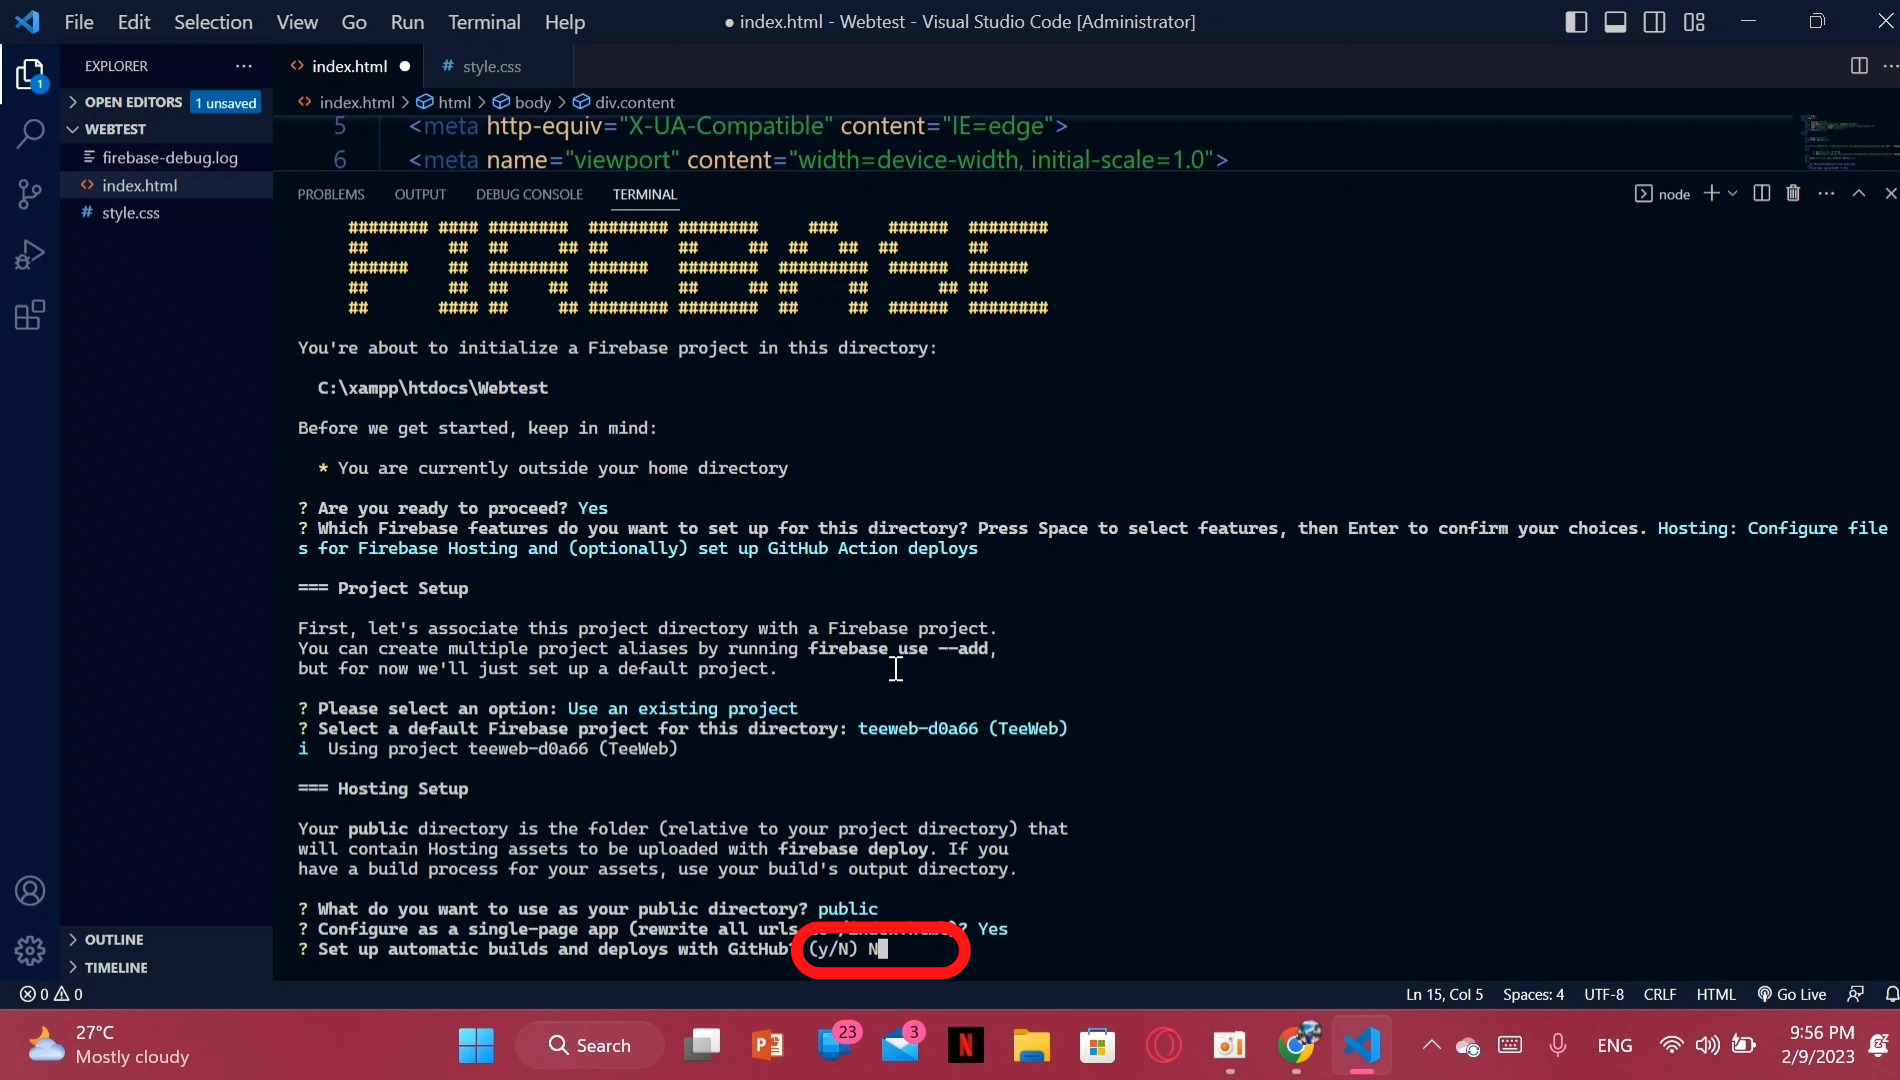 File Edit Selection View Go Run Terminal Help
● index.html - Webtest - Visual Studio Code [Administrator]
EXPLORER ···
index.html ●
# style.css
OPEN EDITORS 1 unsaved
WEBTEST
firebase-debug.log
index.html
# style.css
index.html > html > body > div.content
5 <meta http-equiv="X-UA-Compatible" content="IE=edge">
6 <meta name="viewport" content="width=device-width, initial-scale=1.0">
PROBLEMS OUTPUT DEBUG CONSOLE TERMINAL
node
FIREBASE
You're about to initialize a Firebase project in this directory:
C:\xampp\htdocs\Webtest
Before we get started, keep in mind:
* You are currently outside your home directory
? Are you ready to proceed? Yes
? Which Firebase features do you want to set up for this directory? Press Space to select features, then Enter to confirm your choices. Hosting: Configure file
s for Firebase Hosting and (optionally) set up GitHub Action deploys
=== Project Setup
First, let's associate this project directory with a Firebase project.
You can create multiple project aliases by running firebase use --add,
but for now we'll just set up a default project.
? Please select an option: Use an existing project
? Select a default Firebase project for this directory: teeweb-d0a66 (TeeWeb)
i Using project teeweb-d0a66 (TeeWeb)
=== Hosting Setup
Your public directory is the folder (relative to your project directory) that
will contain Hosting assets to be uploaded with firebase deploy. If you
have a build process for your assets, use your build's output directory.
? What do you want to use as your public directory? public
? Configure as a single-page app (rewrite all urls to /index.html)? Yes
? Set up automatic builds and deploys with GitHub? (y/N) N
OUTLINE
TIMELINE
0 0
Ln 15, Col 5 Spaces: 4 UTF-8 CRLF HTML Go Live
27°C
Mostly cloudy
Search
23
3
ENG
9:56 PM
2/9/2023